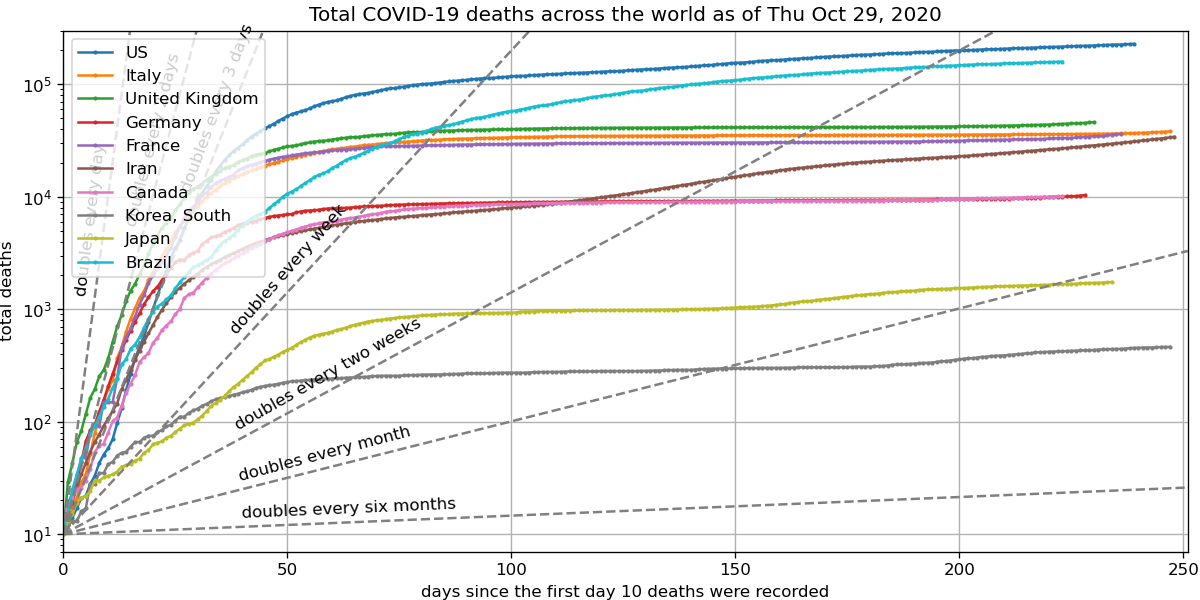 Total COVID-19 deaths across the world as of Thu Oct 29, 2020
US
Italy
United Kingdom
Germany
France
Iran
Canada
Korea, South
Japan
Brazil
doubles every day
doubles every 3 days
doubles every week
doubles every two weeks
doubles every month
doubles every six months
total deaths
10⁵
10⁴
10³
10²
10¹
0
50
100
150
200
250
days since the first day 10 deaths were recorded